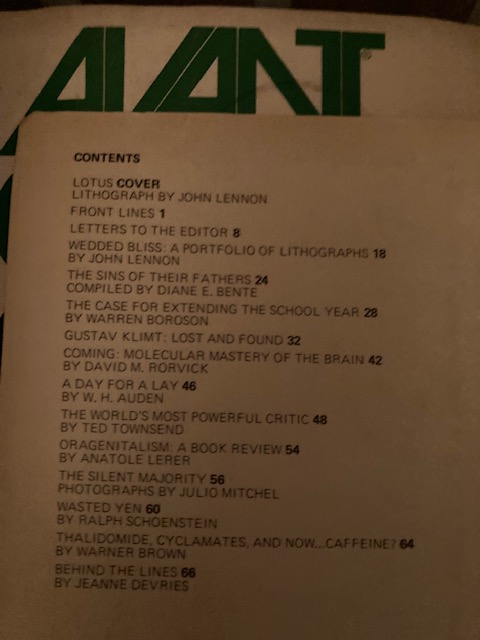 AVANT
CONTENTS
LOTUS COVER
LITHOGRAPH BY JOHN LENNON
FRONT LINES 1
LETTERS TO THE EDITOR 8
WEDDED BLISS: A PORTFOLIO OF LITHOGRAPHS 18
BY JOHN LENNON
THE SINS OF THEIR FATHERS 24
COMPILED BY DIANE E. BENTE
THE CASE FOR EXTENDING THE SCHOOL YEAR 28
BY WARREN BOROSON
GUSTAV KLIMT: LOST AND FOUND 32
COMING: MOLECULAR MASTERY OF THE BRAIN 42
BY DAVID M. RORVICK
A DAY FOR A LAY 46
BY W. H. AUDEN
THE WORLD'S MOST POWERFUL CRITIC 48
BY TED TOWNSEND
ORAGENITALISM: A BOOK REVIEW 54
BY ANATOLE LERER
THE SILENT MAJORITY 56
PHOTOGRAPHS BY JULIO MITCHEL
WASTED YEN 60
BY RALPH SCHOENSTEIN
THALIDOMIDE, CYCLAMATES, AND NOW...CAFFEINE? 64
BY WARNER BROWN
BEHIND THE LINES 66
BY JEANNE DEVRIES